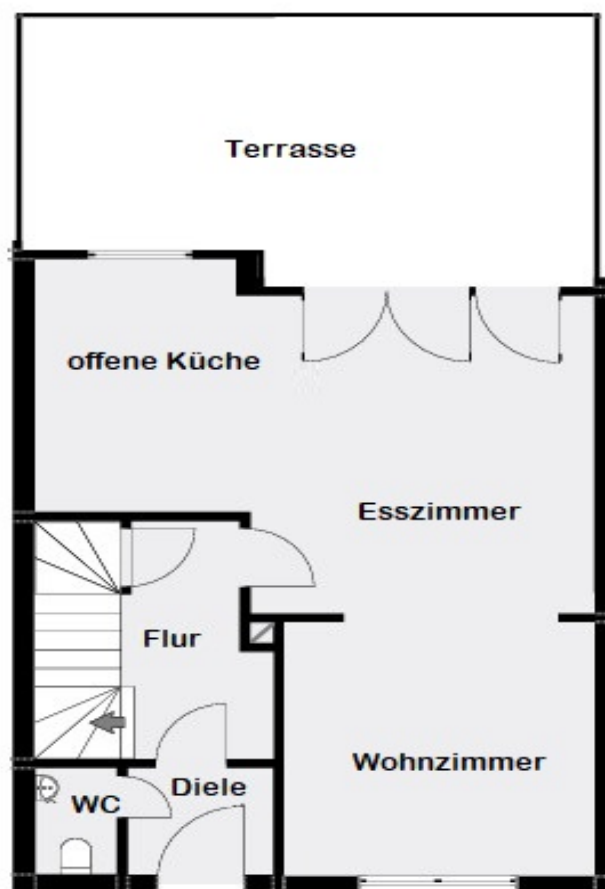 Terrasse
offene Küche
Esszimmer
Flur
Wohnzimmer
Diele
WC